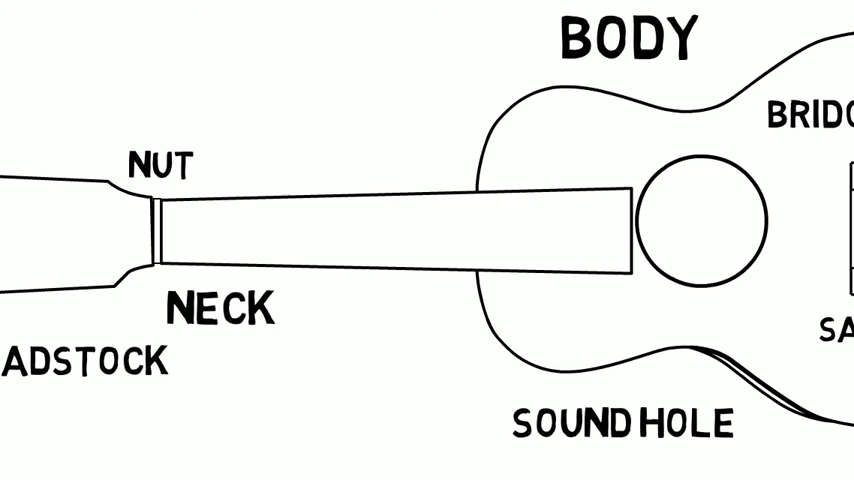 BODY
BRIDG
NUT
NECK
SA
ADSTOCK
SOUND HOLE